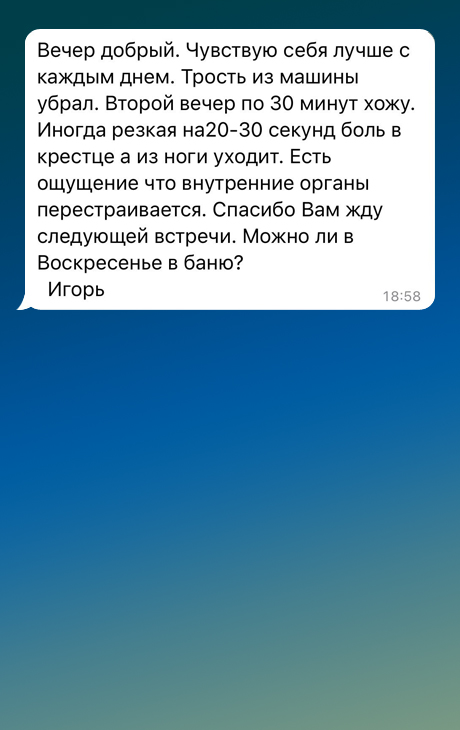 Вечер добрый. Чувствую себя лучше с
каждым днем. Трость из машины
убрал. Второй вечер по 30 минут хожу.
Иногда резкая на20-30 секунд боль в
крестце а из ноги уходит. Есть
ощущение что внутренние органы
перестраивается. Спасибо Вам жду
следующей встречи. Можно ли в
Воскресенье в баню?
Игорь
18:58